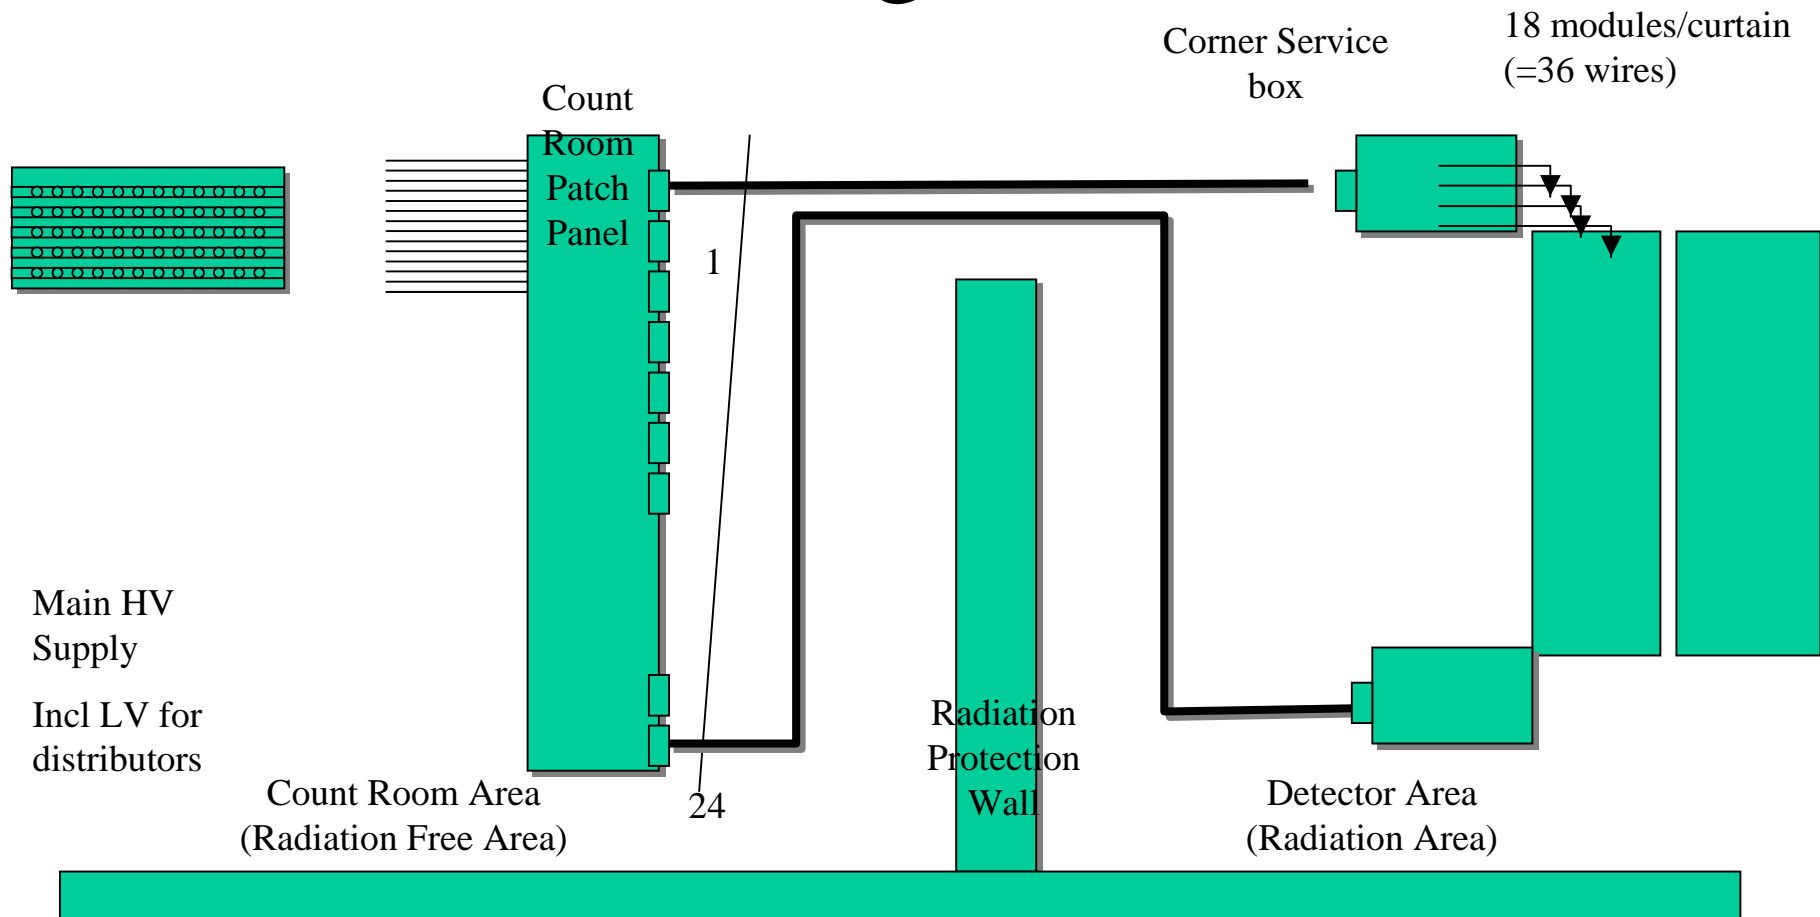 18 modules/curtain
(=36 wires)
Corner Service
box
Count
Room
Patch
Panel
1
Main HV
Supply
Incl LV for
distributors
Radiation
Protection
Wall
24
Count Room Area
(Radiation Free Area)
Detector Area
(Radiation Area)